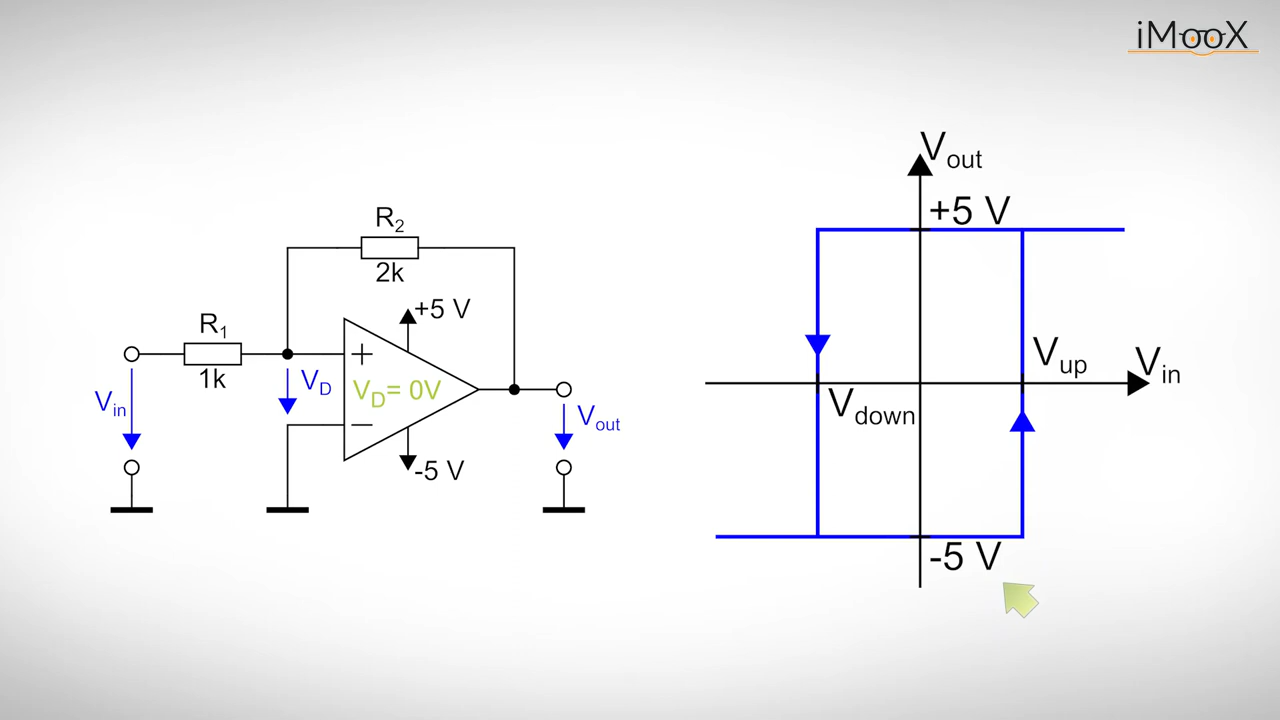 iMooX
R2
2k
+5 V
R1
1k
+
VD
VD= 0V
Vin
Vout
−
-5 V
Vout
+5 V
Vup
Vin
Vdown
-5 V